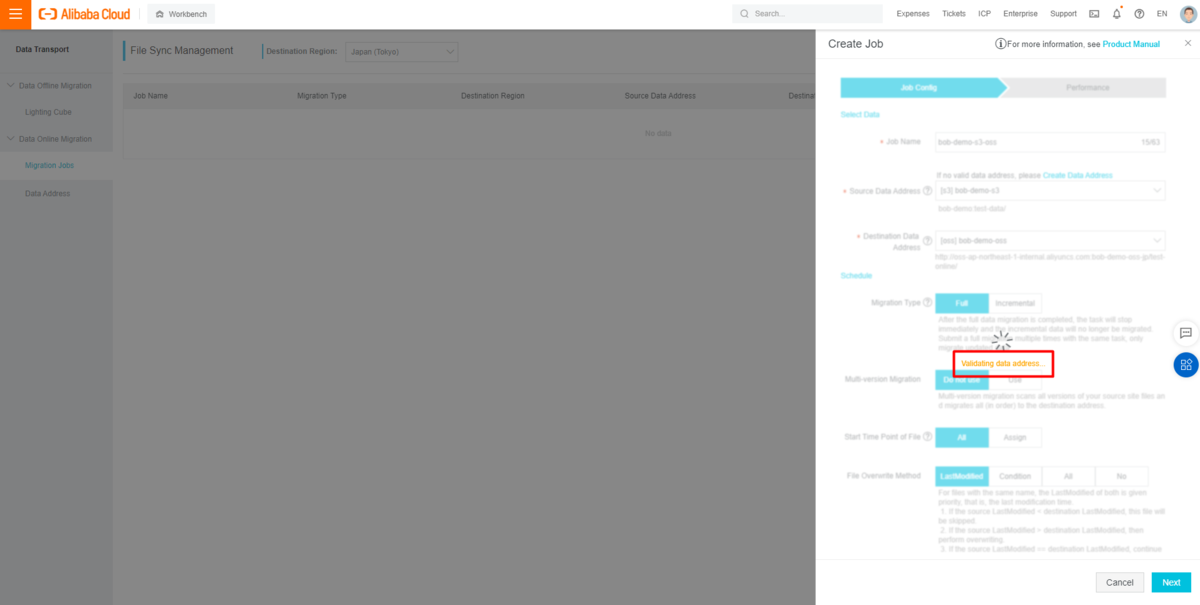 Alibaba Cloud
Workbench
Search...
Expenses Tickets ICP Enterprise Support EN
Data Transport
Data Offline Migration
Lighting Cube
Data Online Migration
Migration Jobs
Data Address
File Sync Management
Destination Region: Japan (Tokyo)
Job Name Migration Type Destination Region Source Data Address Destina
No data
Create Job
For more information, see Product Manual
Job Config Performance
Select Data
* Job Name bob-demo-s3-oss 15/63
If no valid data address, please Create Data Address
* Source Data Address [s3] bob-demo-s3
bob-demo:test-data/
* Destination Data
Address
[oss] bob-demo-oss
http://oss-ap-northeast-1-internal.aliyuncs.com:bob-demo-oss-jp/test-
online/
Schedule
Migration Type Full Incremental
After the full data migration is completed, the task will stop
immediately and the incremental data will no longer be migrated.
Submit a full migration multiple times with the same task, only
migrate updated
Validating data address...
Multi-version Migration Do not use Use
Multi-version migration scans all versions of your source site files an
d migrates all (in order) to the destination address
Start Time Point of File All Assign
File Overwrite Method LastModified Condition All No
For files with the same name, the LastModified of both is given
priority, that is, the last modification time.
1. If the source LastModified < destination LastModified, this file will
be skipped.
2. If the source LastModified > destination LastModified, then
perform overwriting.
3. If the source LastModified == destination LastModified, continue
Cancel Next